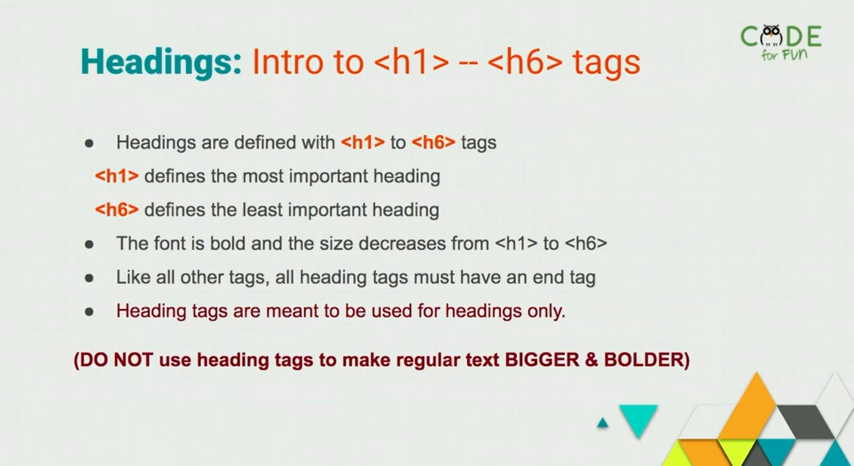 CODE
for FUN
Headings: Intro to <h1> -- <h6> tags
● Headings are defined with <h1> to <h6> tags
<h1> defines the most important heading
<h6> defines the least important heading
● The font is bold and the size decreases from <h1> to <h6>
● Like all other tags, all heading tags must have an end tag
● Heading tags are meant to be used for headings only.
(DO NOT use heading tags to make regular text BIGGER & BOLDER)